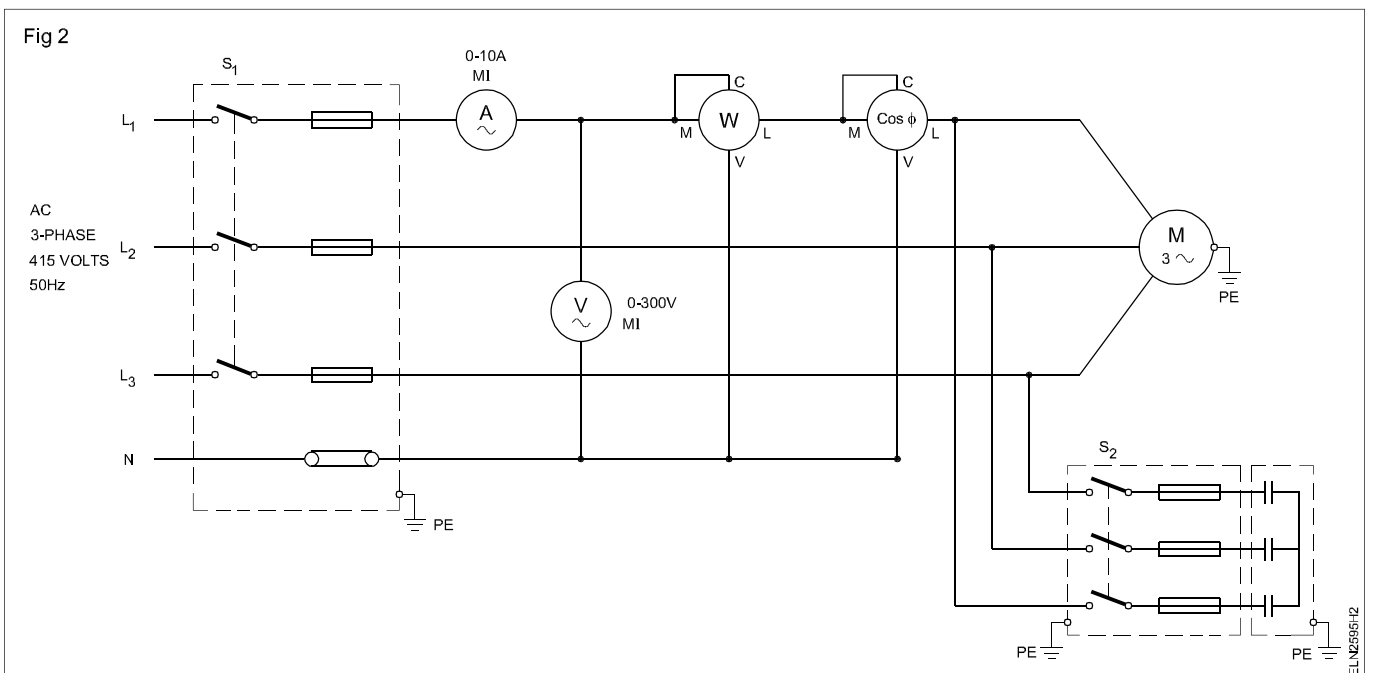 Fig 2
S1
0-10A
MI
A
C
W
M
L
V
C
Cos ϕ
M
L
V
L1
AC
3-PHASE
415 VOLTS
50Hz
L2
M
3
PE
V
0-300V
MI
L3
N
PE
S2
PE
PE
ELN2595H2